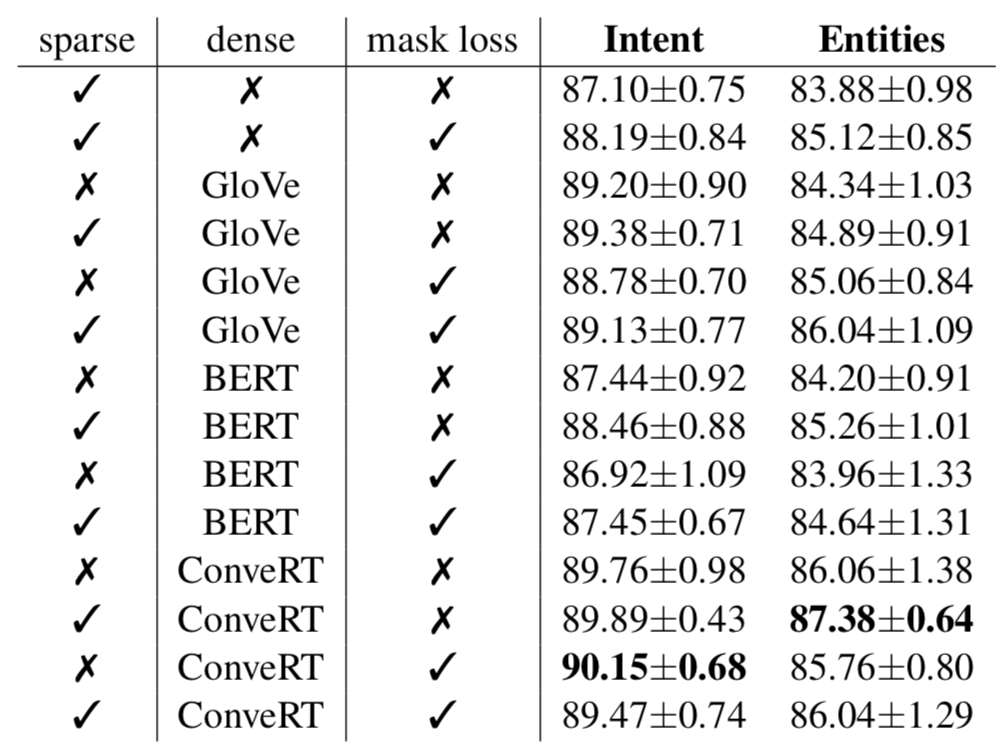 sparse dense mask loss Intent Entities
✓ ✗ ✗ 87.10±0.75 83.88±0.98
✓ ✗ ✓ 88.19±0.84 85.12±0.85
✗ GloVe ✗ 89.20±0.90 84.34±1.03
✓ GloVe ✗ 89.38±0.71 84.89±0.91
✗ GloVe ✓ 88.78±0.70 85.06±0.84
✓ GloVe ✓ 89.13±0.77 86.04±1.09
✗ BERT ✗ 87.44±0.92 84.20±0.91
✓ BERT ✗ 88.46±0.88 85.26±1.01
✗ BERT ✓ 86.92±1.09 83.96±1.33
✓ BERT ✓ 87.45±0.67 84.64±1.31
✗ ConveRT ✗ 89.76±0.98 86.06±1.38
✓ ConveRT ✗ 89.89±0.43 87.38±0.64
✗ ConveRT ✓ 90.15±0.68 85.76±0.80
✓ ConveRT ✓ 89.47±0.74 86.04±1.29